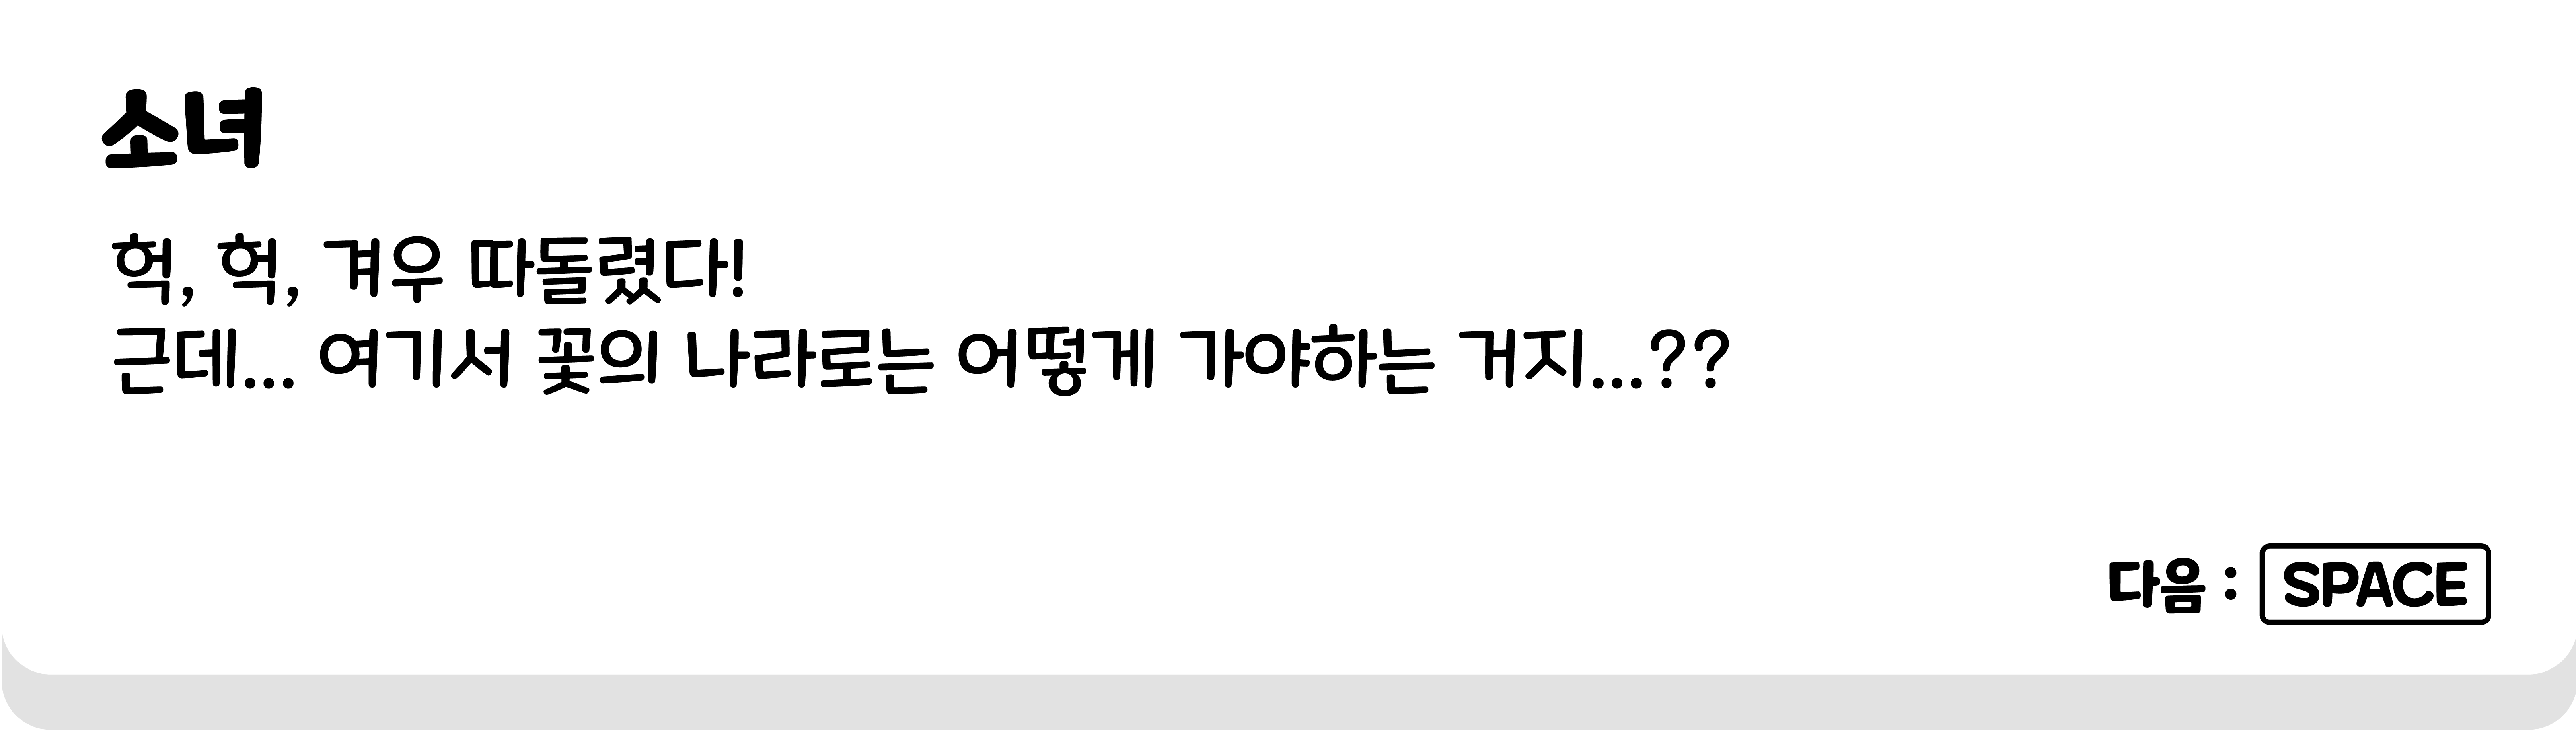 소녀
헉, 헉, 겨우 따돌렸다!
근데... 여기서 꽃의 나라로는 어떻게 가야하는 거지...??
다음 : SPACE